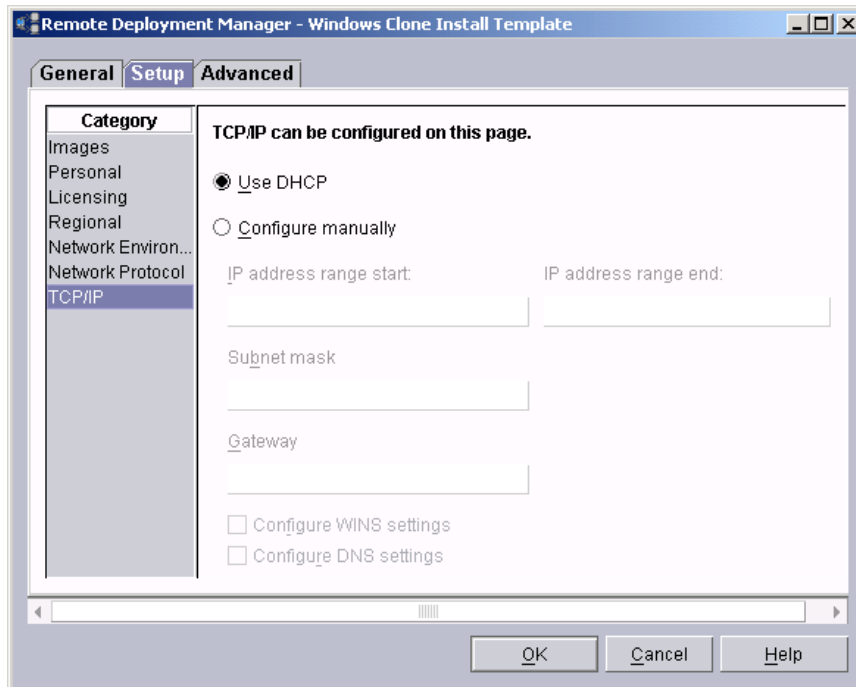 Remote Deployment Manager - Windows Clone Install Template
General Setup Advanced
Category
Images
Personal
Licensing
Regional
Network Environ...
Network Protocol
TCP/IP
TCP/IP can be configured on this page.
Use DHCP
Configure manually
IP address range start: IP address range end:
Subnet mask
Gateway
Configure WINS settings
Configure DNS settings
OK Cancel Help